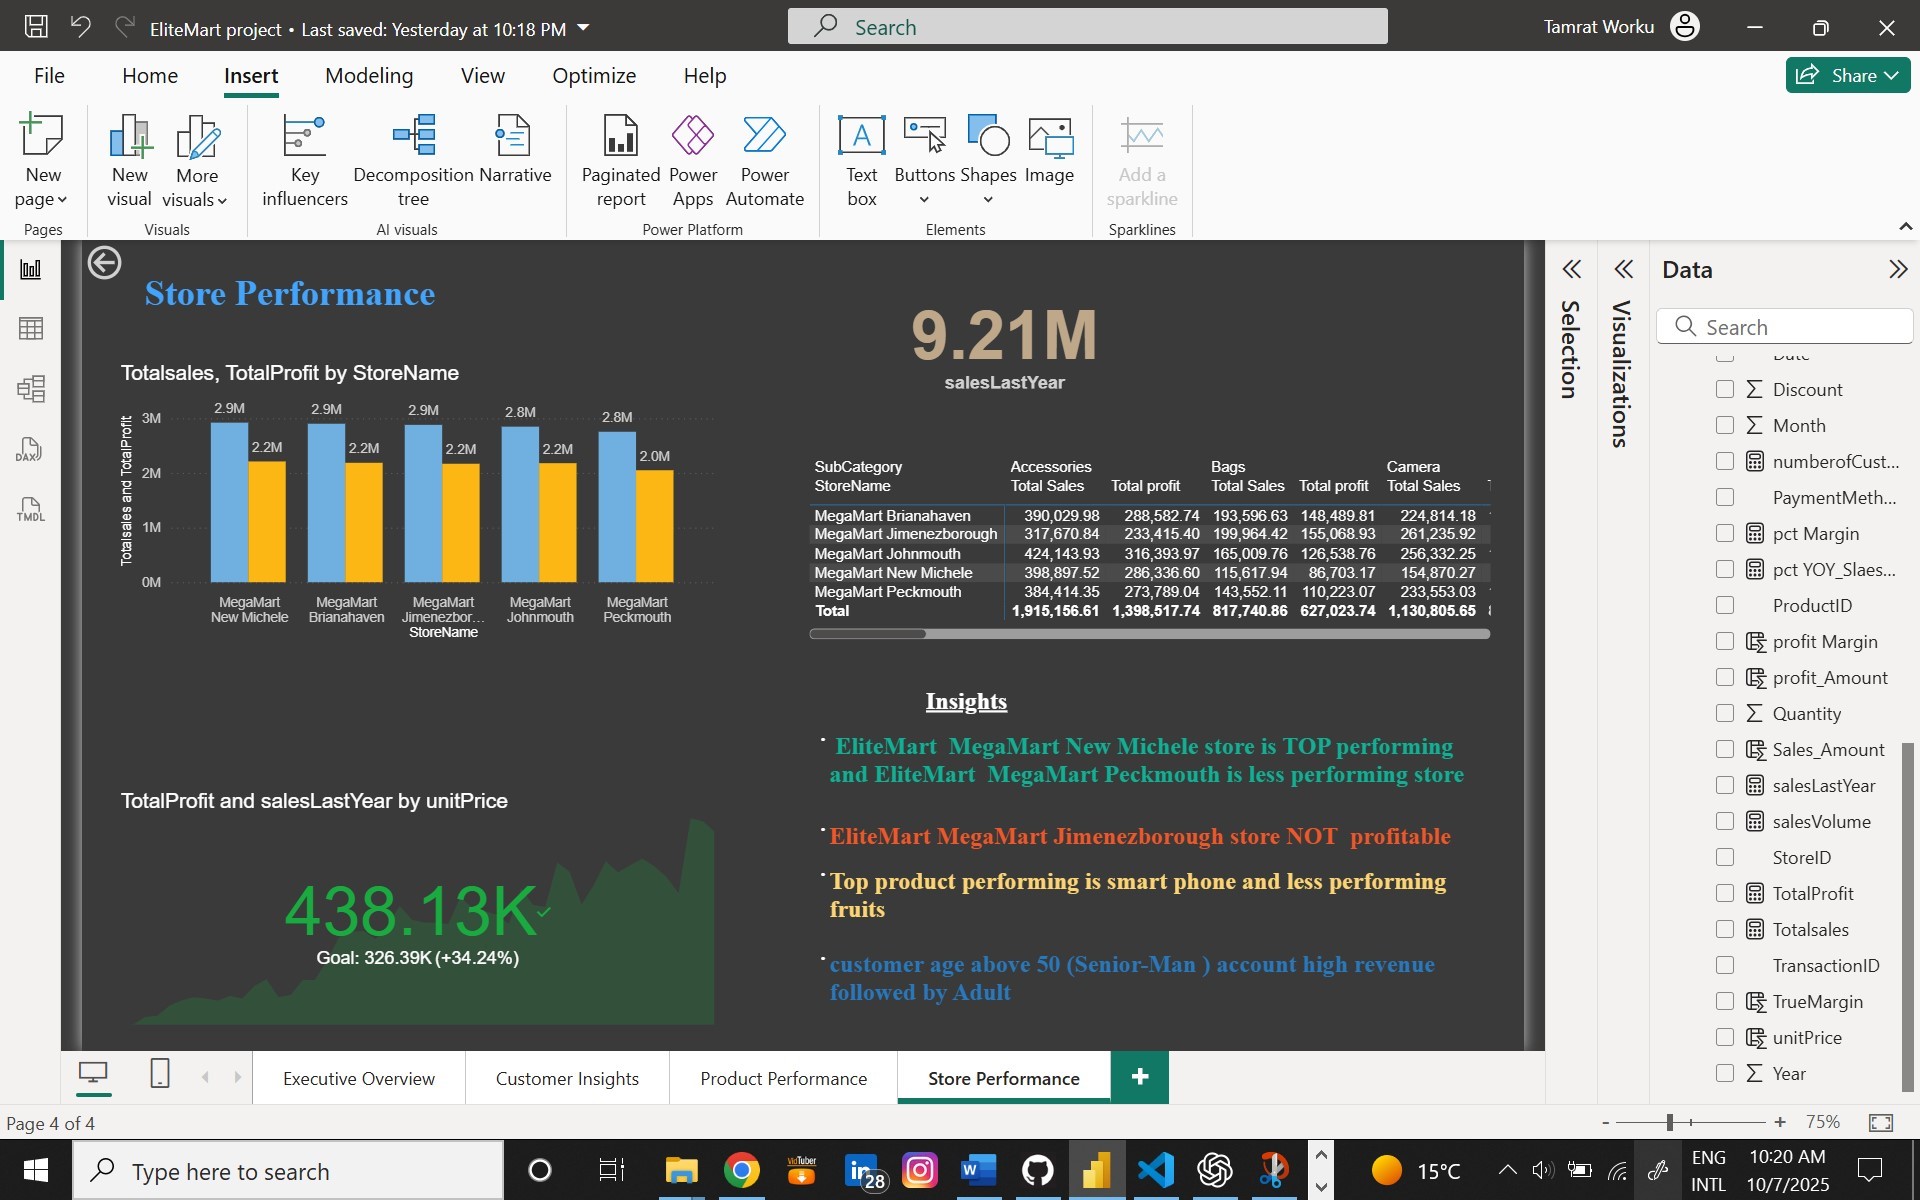 EliteMart project • Last saved: Yesterday at 10:18 PM
Search
Tamrat Worku
File
Home
Insert
Modeling
View
Optimize
Help
Share
New page
New visual
More visuals
Key influencers
Decomposition tree
Narrative
Paginated report
Power Apps
Power Automate
Text box
Buttons
Shapes
Image
Add a sparkline
Pages
Visuals
AI visuals
Power Platform
Elements
Sparklines
DAX
TMDL
Store Performance
Totalsales, TotalProfit by StoreName
Totalsales and TotalProfit
3M
2M
1M
0M
2.9M
2.2M
2.9M
2.2M
2.9M
2.2M
2.8M
2.2M
2.8M
2.0M
MegaMart New Michele
MegaMart Brianahaven
MegaMart Jimenezbor...
MegaMart Johnmouth
MegaMart Peckmouth
StoreName
9.21M
salesLastYear
SubCategory Accessories Bags Camera
StoreName Total Sales Total profit Total Sales Total profit Total Sales
MegaMart Brianahaven 390,029.98 288,582.74 193,596.63 148,489.81 224,814.18
MegaMart Jimenezborough 317,670.84 233,415.40 199,964.42 155,068.93 261,235.92
MegaMart Johnmouth 424,143.93 316,393.97 165,009.76 126,538.76 256,332.25
MegaMart New Michele 398,897.52 286,336.60 115,617.94 86,703.17 154,870.27
MegaMart Peckmouth 384,414.35 273,789.04 143,552.11 110,223.07 233,553.03
Total 1,915,156.61 1,398,517.74 817,740.86 627,023.74 1,130,805.65
Insights
EliteMart  MegaMart New Michele store is TOP performing
and EliteMart  MegaMart Peckmouth is less performing store
EliteMart MegaMart Jimenezborough store NOT  profitable
Top product performing is smart phone and less performing
fruits
customer age above 50 (Senior-Man ) account high revenue
followed by Adult
TotalProfit and salesLastYear by unitPrice
438.13K
Goal: 326.39K (+34.24%)
Selection
Visualizations
Data
Search
Discount
Month
numberofCust...
PaymentMeth...
pct Margin
pct YOY_Slaes...
ProductID
profit Margin
profit_Amount
Quantity
Sales_Amount
salesLastYear
salesVolume
StoreID
TotalProfit
Totalsales
TransactionID
TrueMargin
unitPrice
Year
Executive Overview
Customer Insights
Product Performance
Store Performance
Page 4 of 4
75%
Type here to search
VidTuber
28
15°C
ENG
INTL
10:20 AM
10/7/2025